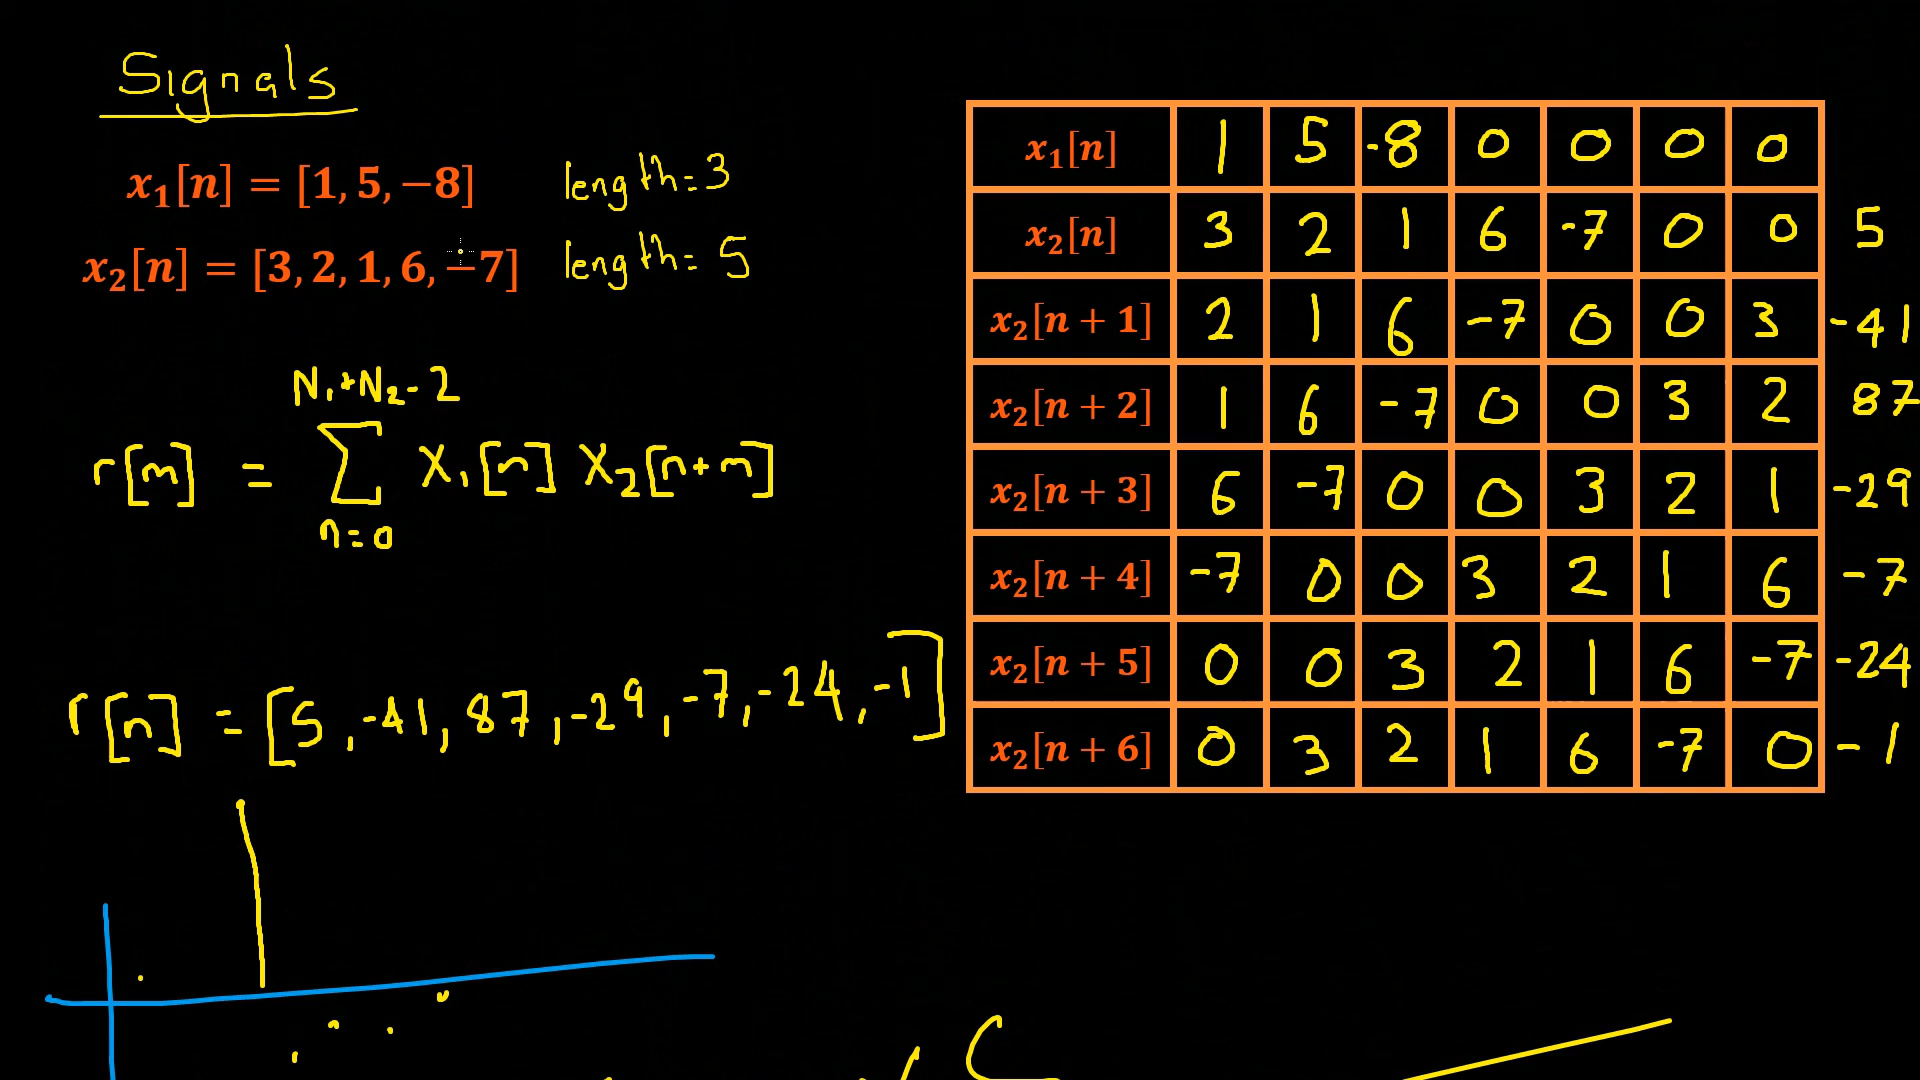 Signals
x₁[n] = [1, 5, −8] length=3
x₂[n] = [3, 2, 1, 6, −7] length=5
N₁+N₂-2
r[m] = ∑ x₁[n] x₂[n+m]
n=0
r[n] = [5, -41, 87, -29, -7, -24, -1]
x₁[n] 1 5 -8 0 0 0 0
x₂[n] 3 2 1 6 -7 0 0 5
x₂[n + 1] 2 1 6 -7 0 0 3 -41
x₂[n + 2] 1 6 -7 0 0 3 2 87
x₂[n + 3] 6 -7 0 0 3 2 1 -29
x₂[n + 4] -7 0 0 3 2 1 6 -7
x₂[n + 5] 0 0 3 2 1 6 -7 -24
x₂[n + 6] 0 3 2 1 6 -7 0 -1